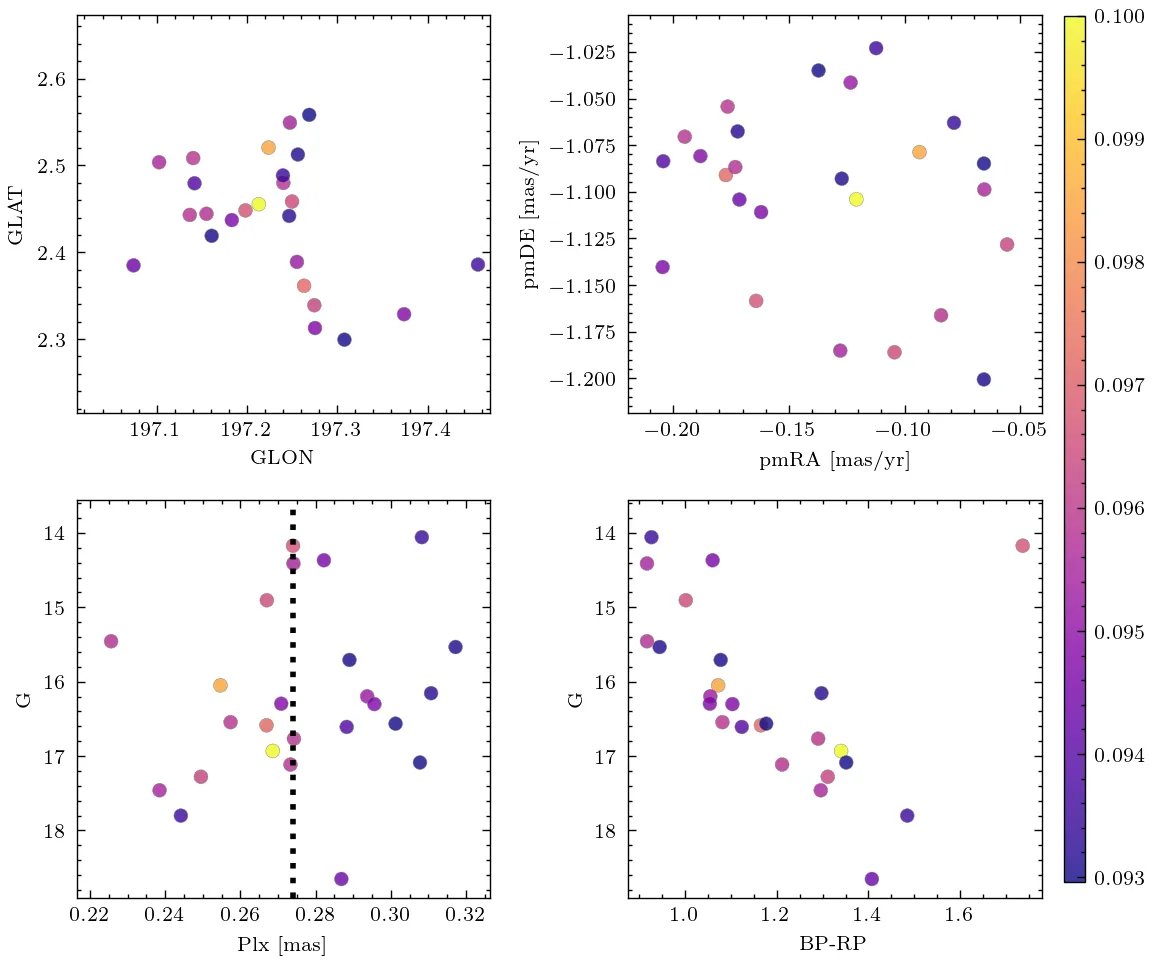 2.6
2.5
2.4
2.3
GLAT
197.1 197.2 197.3 197.4
GLON
−1.025
−1.050
−1.075
−1.100
−1.125
−1.150
−1.175
−1.200
pmDE [mas/yr]
−0.20 −0.15 −0.10 −0.05
pmRA [mas/yr]
14
15
16
17
18
G
0.22 0.24 0.26 0.28 0.30 0.32
Plx [mas]
14
15
16
17
18
G
1.0 1.2 1.4 1.6
BP-RP
0.100
0.099
0.098
0.097
0.096
0.095
0.094
0.093